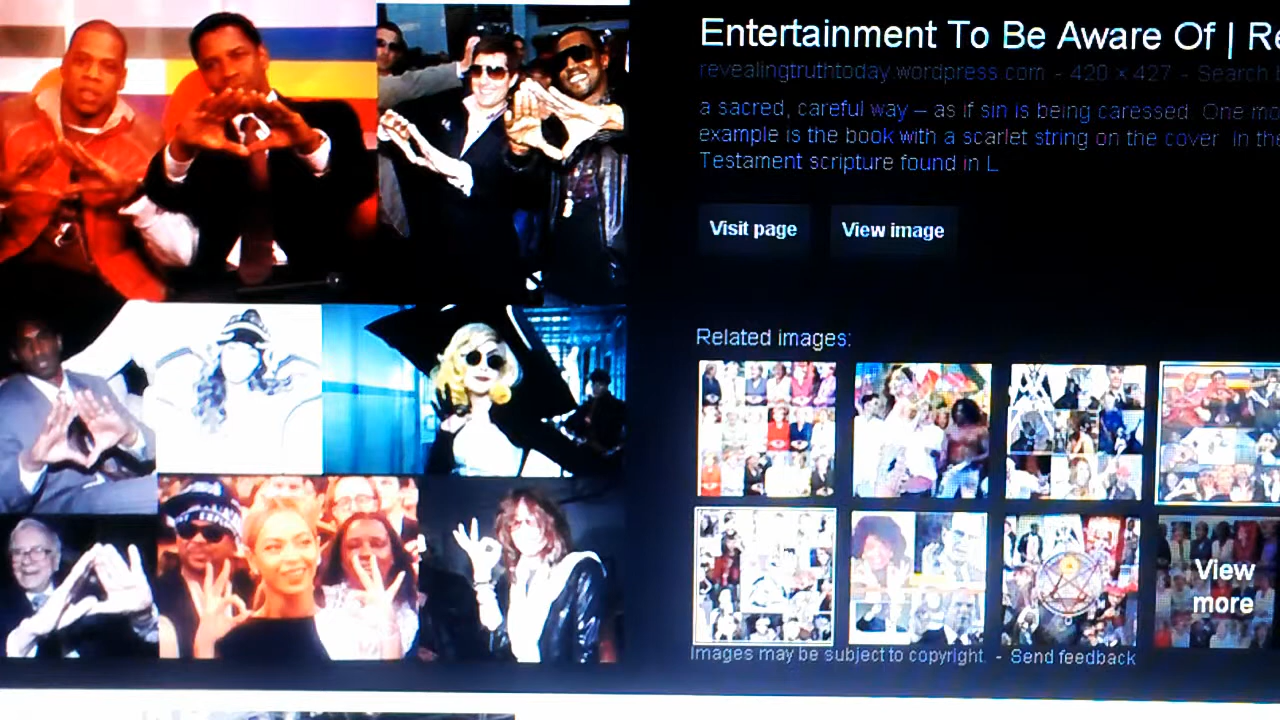 Entertainment To Be Aware Of |
revealingtruthtoday.wordpress.com - 420 × 427 - Search
a sacred, careful way – as if sin is being caressed. One
example is the book with a scarlet string on the cover. In the
Testament scripture found in L
Visit page
View image
Related images:
View
more
Images may be subject to copyright. - Send feedback